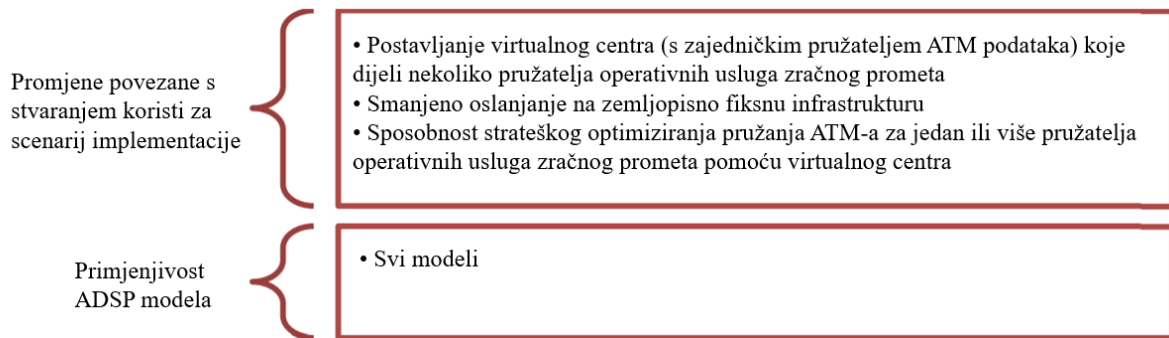 Promjene povezane s
stvaranjem koristi za
scenarij implementacije
• Postavljanje virtualnog centra (s zajedničkim pružateljem ATM podataka) koje
dijeli nekoliko pružatelja operativnih usluga zračnog prometa
• Smanjeno oslanjanje na zemljopisno fiksnu infrastrukturu
• Sposobnost strateškog optimiziranja pružanja ATM-a za jedan ili više pružatelja
operativnih usluga zračnog prometa pomoću virtualnog centra
Primjenjivost
ADSP modela
• Svi modeli